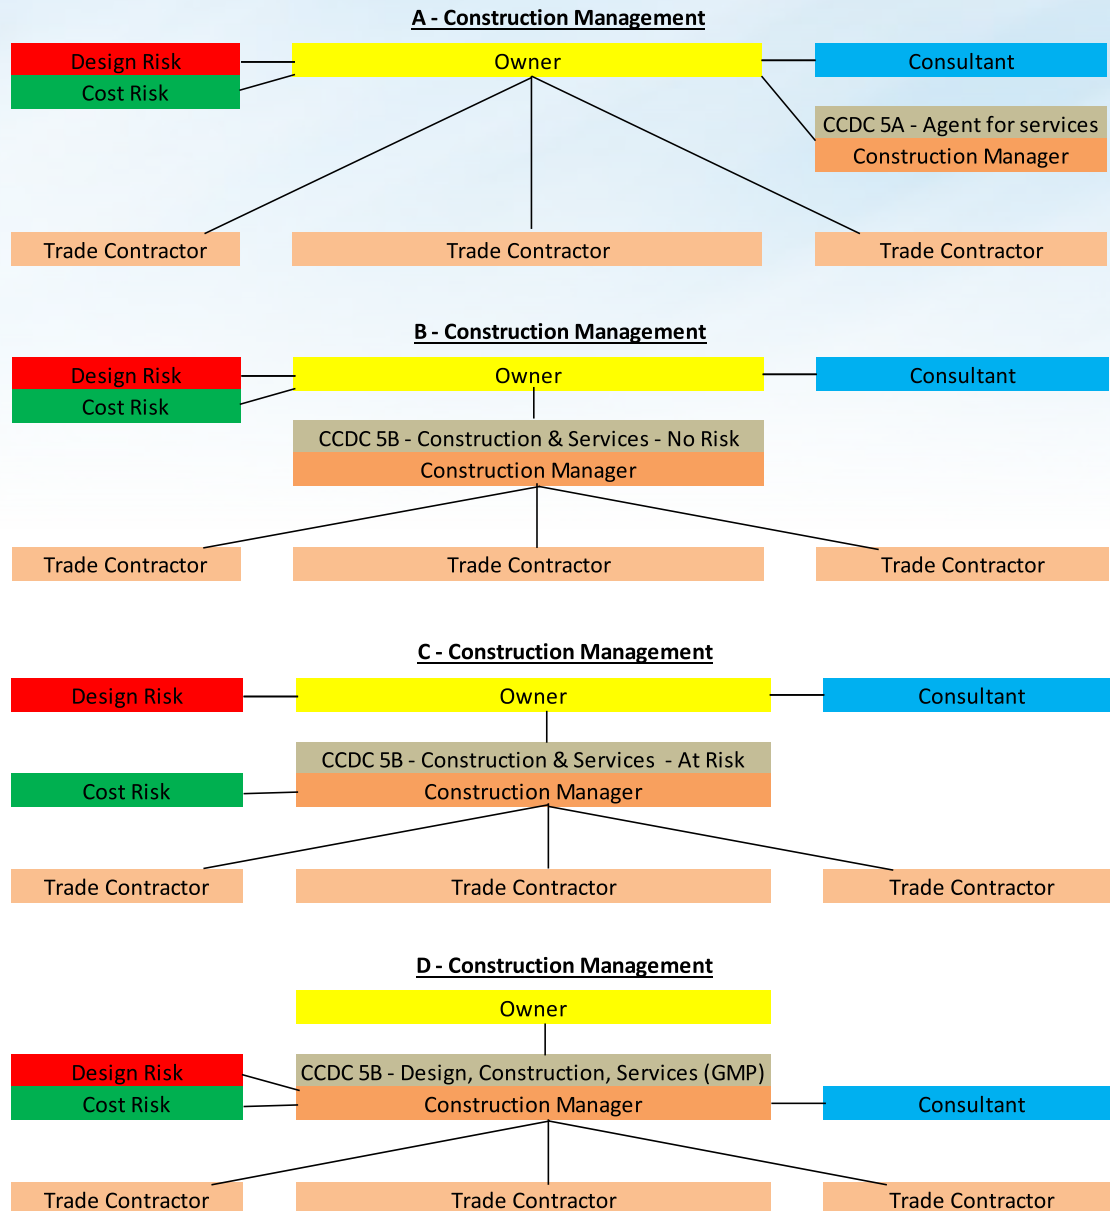 A - Construction Management
Design Risk
Owner
Consultant
Cost Risk
CCDC 5A - Agent for services
Construction Manager
Trade Contractor
Trade Contractor
Trade Contractor
B - Construction Management
Design Risk
Owner
Consultant
Cost Risk
CCDC 5B - Construction & Services - No Risk
Construction Manager
Trade Contractor
Trade Contractor
Trade Contractor
C - Construction Management
Design Risk
Owner
Consultant
CCDC 5B - Construction & Services - At Risk
Cost Risk
Construction Manager
Trade Contractor
Trade Contractor
Trade Contractor
D - Construction Management
Owner
Design Risk
CCDC 5B - Design, Construction, Services (GMP)
Cost Risk
Construction Manager
Consultant
Trade Contractor
Trade Contractor
Trade Contractor